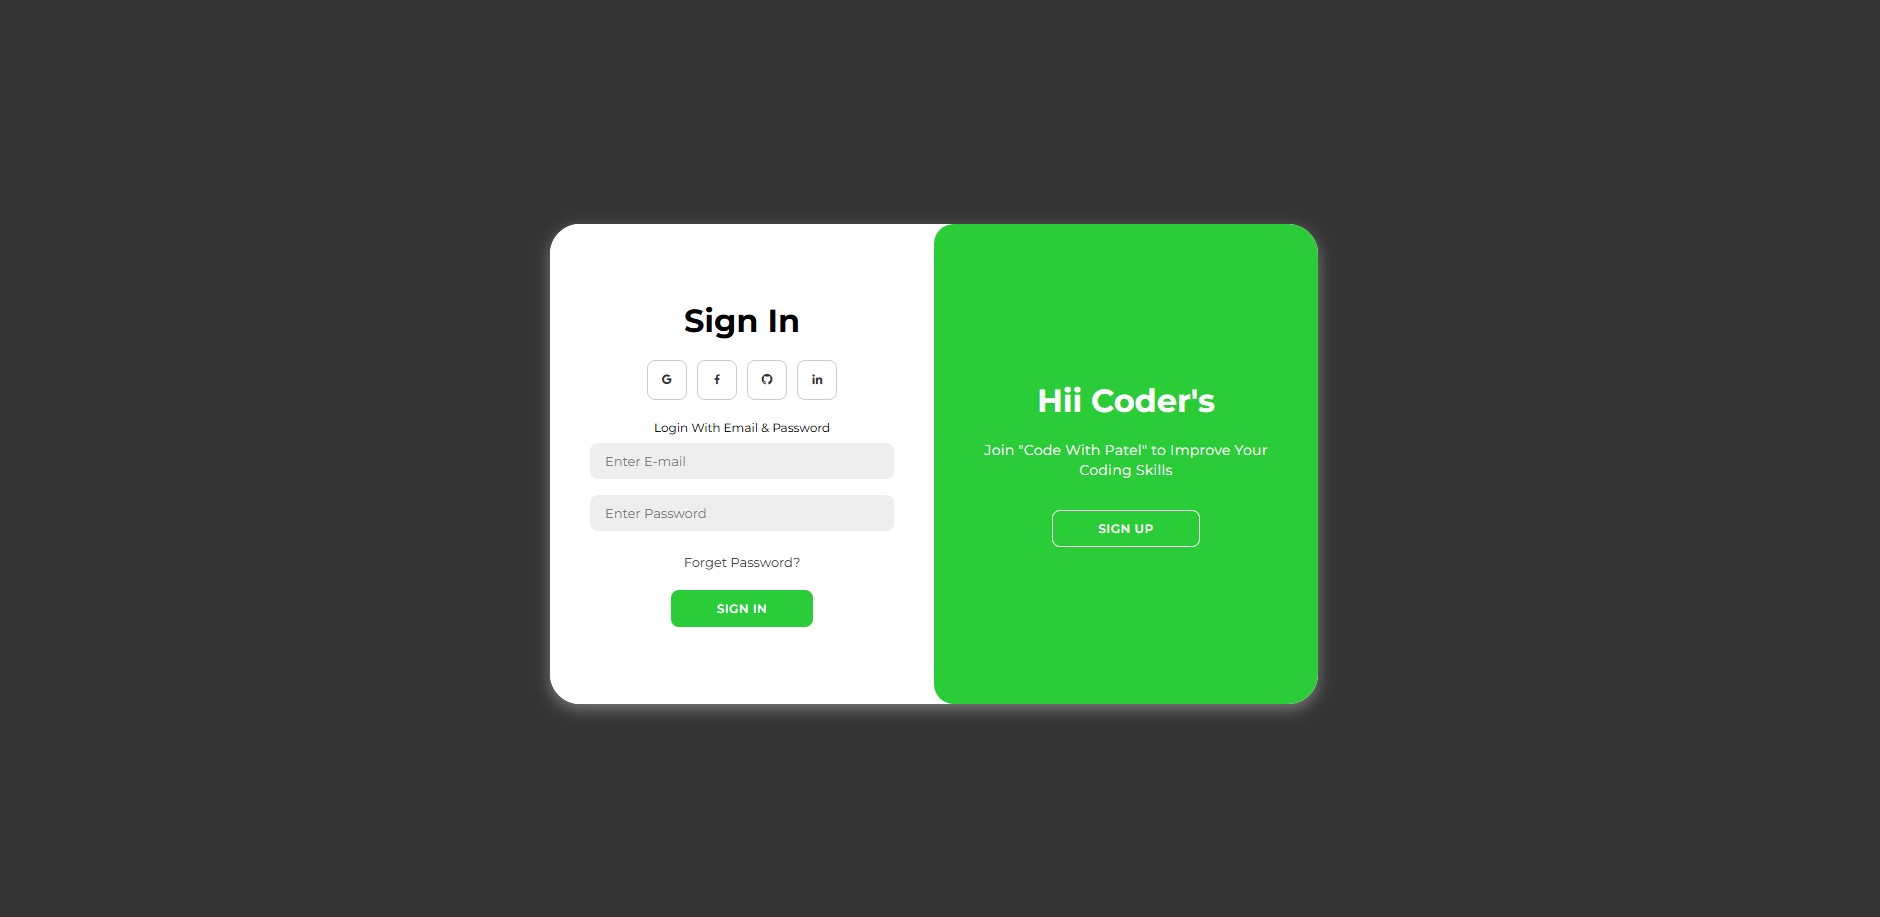 Sign In
Login With Email & Password
Enter E-mail
Enter Password
Forget Password?
SIGN IN
Hii Coder's
Join "Code With Patel" to Improve Your
Coding Skills
SIGN UP